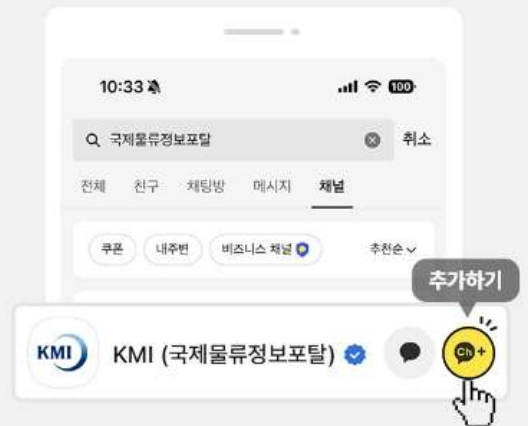 10:33 100
국제물류정보포탈 취소
전체 친구 채팅방 메시지 채널
쿠폰 내주변 비즈니스 채널 추천순
추가하기
KMI KMI (국제물류정보포탈) Ch+